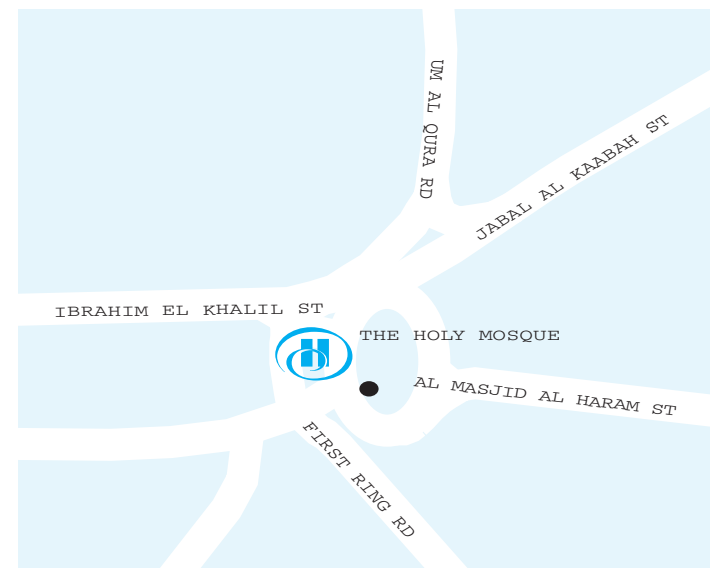 UM AL QURA RD
JABAL AL KAABAH ST
IBRAHIM EL KHALIL ST
H
THE HOLY MOSQUE
AL MASJID AL HARAM ST
FIRST RING RD